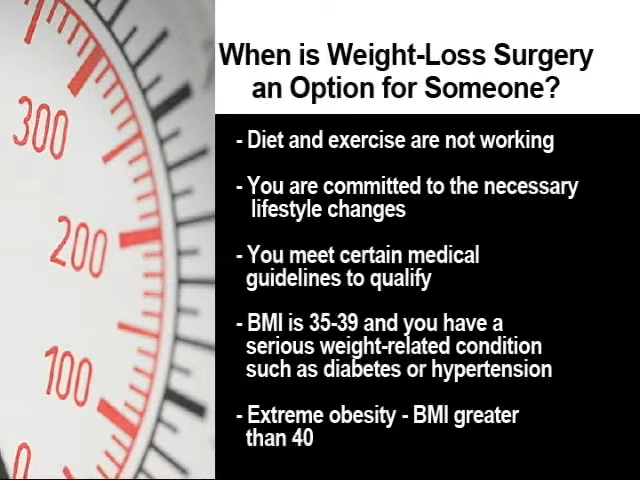 When is Weight-Loss Surgery
an Option for Someone?
- Diet and exercise are not working
- You are committed to the necessary
lifestyle changes
- You meet certain medical
guidelines to qualify
- BMI is 35-39 and you have a
serious weight-related condition
such as diabetes or hypertension
- Extreme obesity - BMI greater
than 40
300
200
100
0